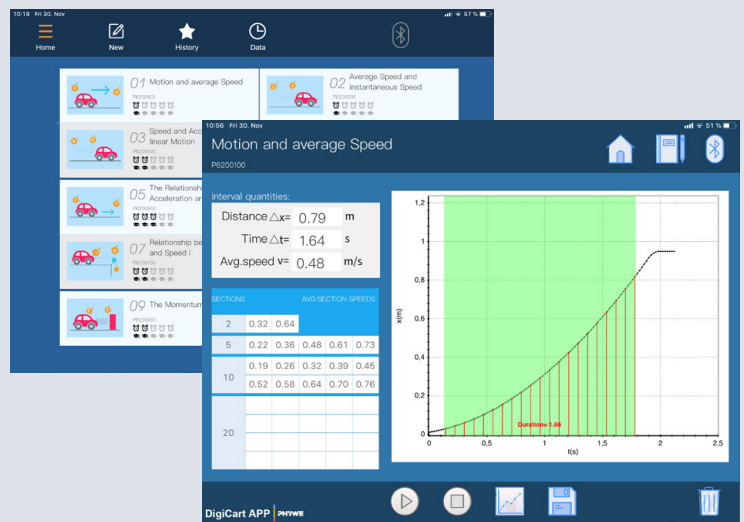 10:18 Fri 30. Nov
57 %
Home
New
History
Data
01 Motion and average Speed
P6200100
02 Average Speed and
Instantaneous Speed
P6200200
03 Speed and Acc
linear Motion
P6200300
05 The Relationsh
Acceleration an
07 Relationship be
and Speed I
09 The Momentum
10:56 Fri 30. Nov
51 %
Motion and average Speed
P6200100
Interval quantities:
Distance △x= 0.79 m
Time △t= 1.64 s
Avg.speed v= 0.48 m/s
SECTIONS AVG.SECTION SPEEDS
2 0.32 0.64
5 0.22 0.36 0.48 0.61 0.73
10 0.19 0.26 0.32 0.39 0.45
0.52 0.58 0.64 0.70 0.76
20
x(m)
1,2
1
0,8
0,6
0,4
0,2
0
Duration= 1.66
0 0,5 1 1,5 2 2,5
t(s)
DigiCart APP PHYWE